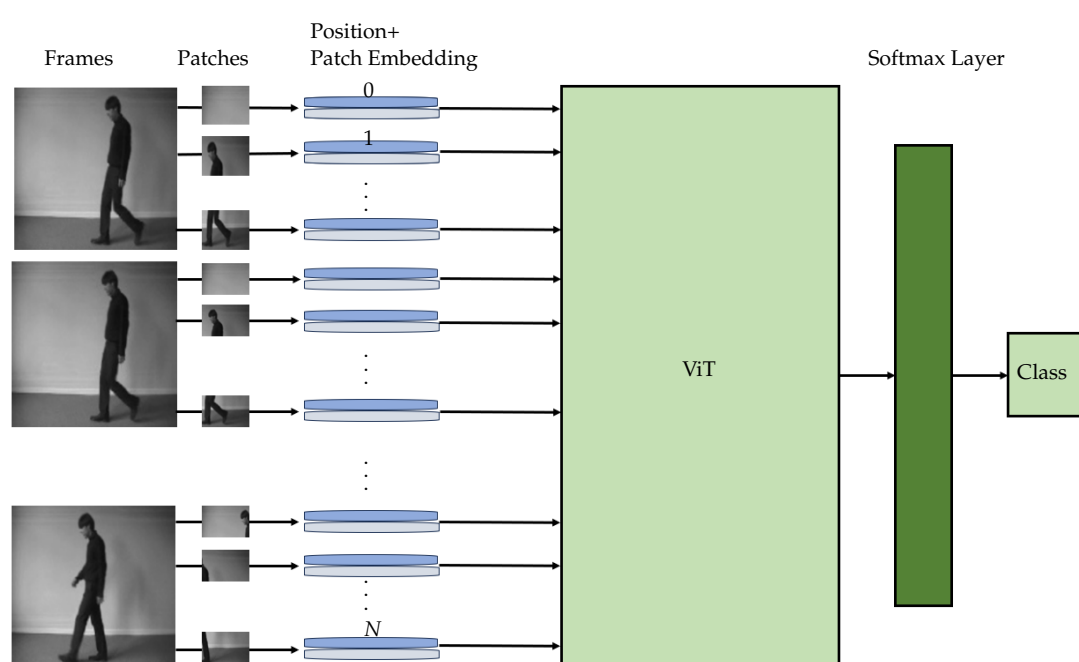 Frames
Patches
Position+
Patch Embedding
Softmax Layer
0
1
ViT
Class
N